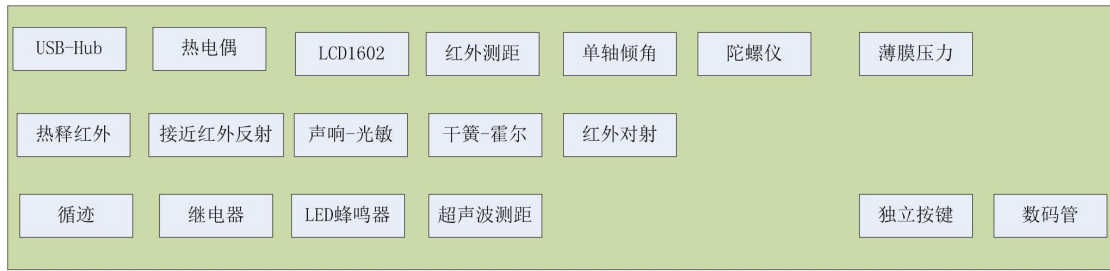 USB-Hub
热电偶
LCD1602
红外测距
单轴倾角
陀螺仪
薄膜压力
热释红外
接近红外反射
声响-光敏
干簧-霍尔
红外对射
循迹
继电器
LED蜂鸣器
超声波测距
独立按键
数码管